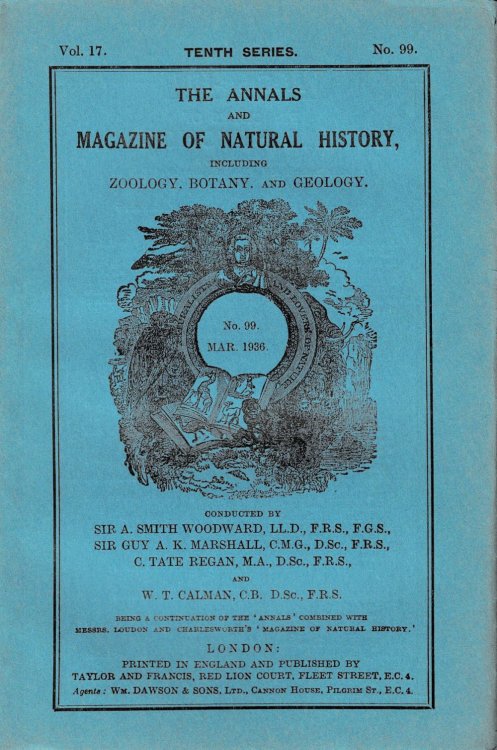 Vol. 17. TENTH SERIES. No. 99.
THE ANNALS
AND
MAGAZINE OF NATURAL HISTORY,
INCLUDING
ZOOLOGY, BOTANY, AND GEOLOGY.
AND LOVERS OF NATURE
No. 99.
MAR. 1936.
CONDUCTED BY
SIR A. SMITH WOODWARD, LL.D., F.R.S., F.G.S.,
SIR GUY A. K. MARSHALL, C.M.G., D.Sc., F.R.S.,
C. TATE REGAN, M.A., D.Sc., F.R.S.,
AND
W. T. CALMAN, C.B. D.Sc., F.R.S.
BEING A CONTINUATION OF THE 'ANNALS' COMBINED WITH
MESSRS. LOUDON AND CHARLESWORTH'S 'MAGAZINE OF NATURAL HISTORY.'
LONDON:
PRINTED IN ENGLAND AND PUBLISHED BY
TAYLOR AND FRANCIS, RED LION COURT, FLEET STREET, E.C. 4.
Agents: WM. DAWSON & SONS, LTD., CANNON HOUSE, PILGRIM ST., E.C. 4.